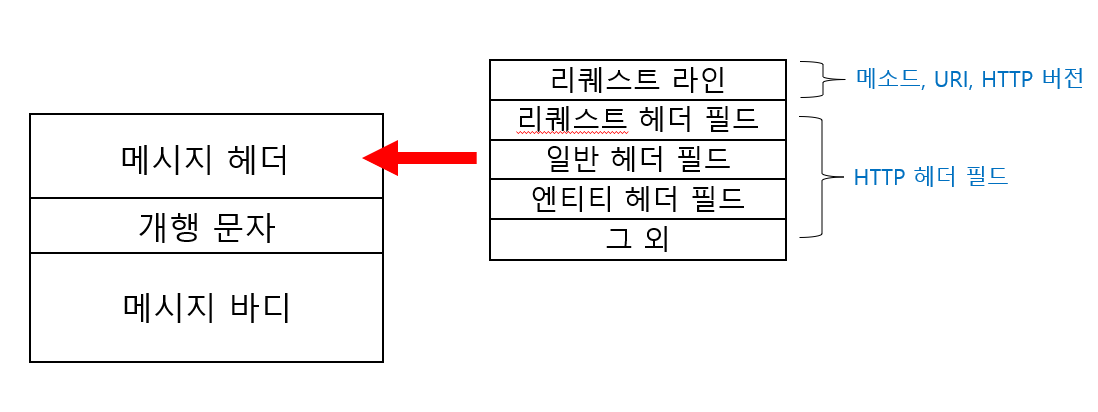 메시지 헤더
개행 문자
메시지 바디
리퀘스트 라인
리퀘스트 헤더 필드
일반 헤더 필드
엔티티 헤더 필드
그 외
메소드, URI, HTTP 버전
HTTP 헤더 필드